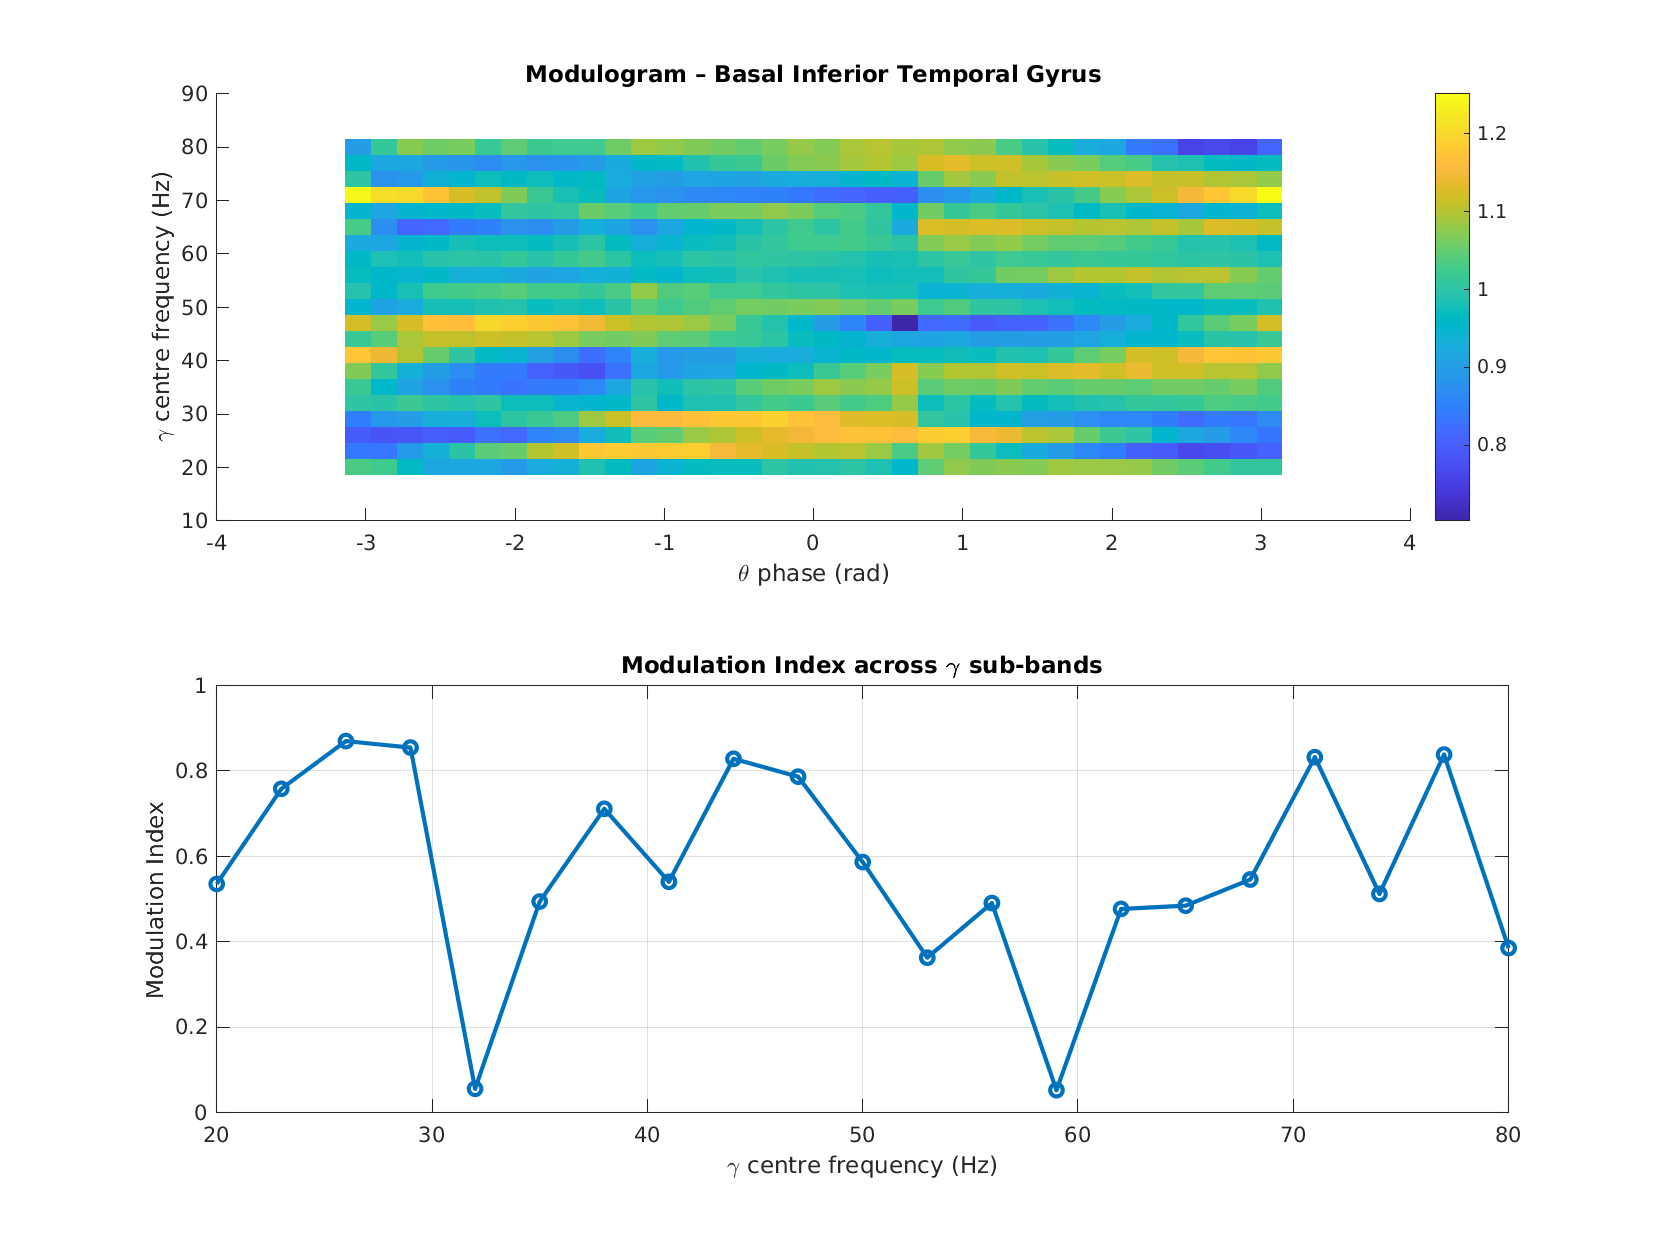 Modulogram – Basal Inferior Temporal Gyrus
90
80
70
60
50
40
30
20
10
γ centre frequency (Hz)
-4 -3 -2 -1 0 1 2 3 4
θ phase (rad)
1.2
1.1
1
0.9
0.8
Modulation Index across γ sub-bands
1
0.8
0.6
0.4
0.2
0
Modulation Index
20 30 40 50 60 70 80
γ centre frequency (Hz)